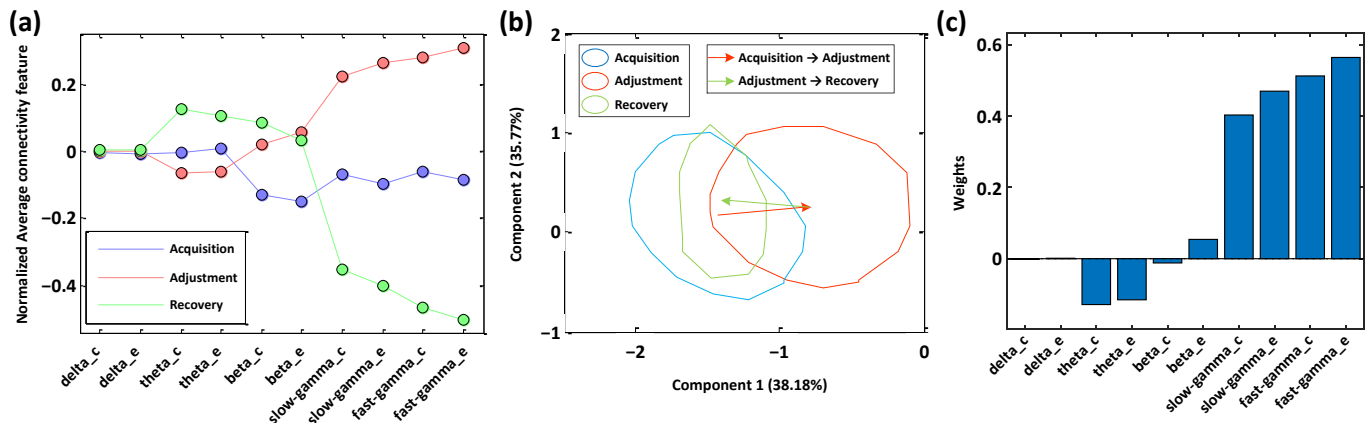 (a)
Normalized Average connectivity feature
0.2
0
−0.2
−0.4
Acquisition
Adjustment
Recovery
delta_c
delta_e
theta_c
theta_e
beta_c
beta_e
slow-gamma_c
slow-gamma_e
fast-gamma_c
fast-gamma_e
(b)
Component 2 (35.77%)
2
1
0
−1
Acquisition
Adjustment
Recovery
Acquisition → Adjustment
Adjustment → Recovery
−2
−1
0
Component 1 (38.18%)
(c)
Weights
0.6
0.4
0.2
0
delta_c
delta_e
theta_c
theta_e
beta_c
beta_e
slow-gamma_c
slow-gamma_e
fast-gamma_c
fast-gamma_e